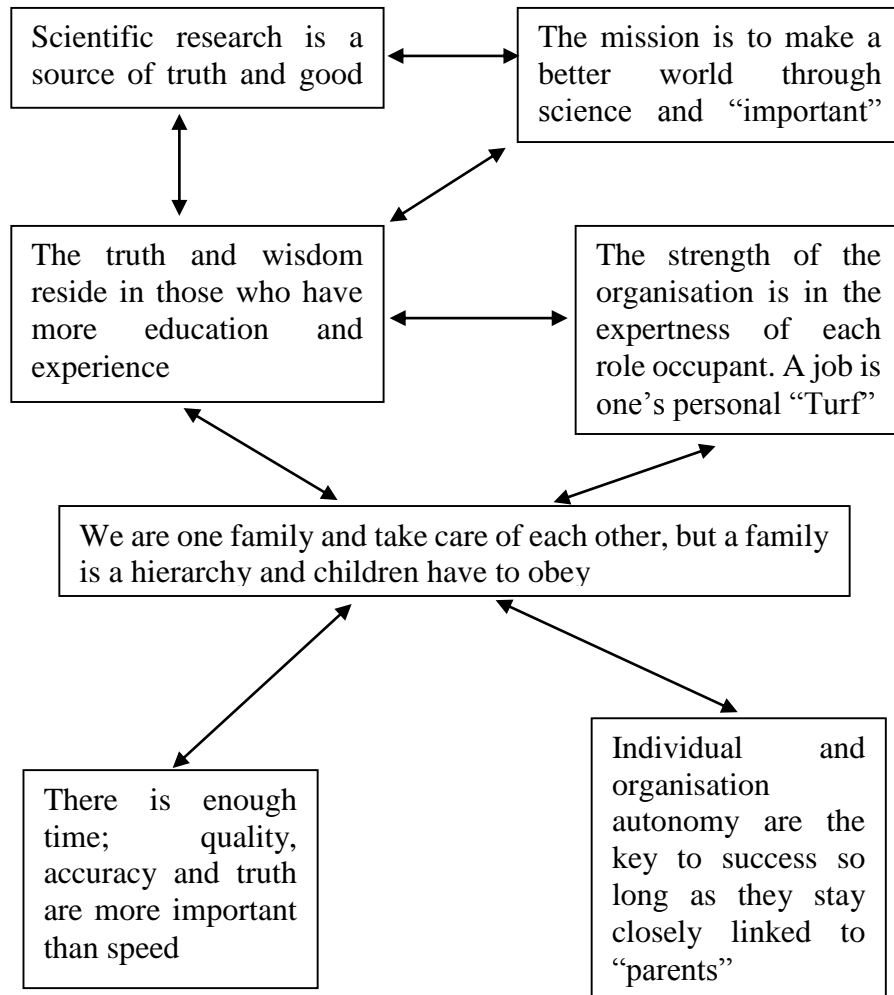 Scientific research is a
source of truth and good
The mission is to make a
better world through
science and “important”
The truth and wisdom
reside in those who have
more education and
experience
The strength of the
organisation is in the
expertness of each
role occupant. A job is
one’s personal “Turf”
We are one family and take care of each other, but a family
is a hierarchy and children have to obey
There is enough
time; quality,
accuracy and truth
are more important
than speed
Individual and
organisation
autonomy are the
key to success so
long as they stay
closely linked to
“parents”